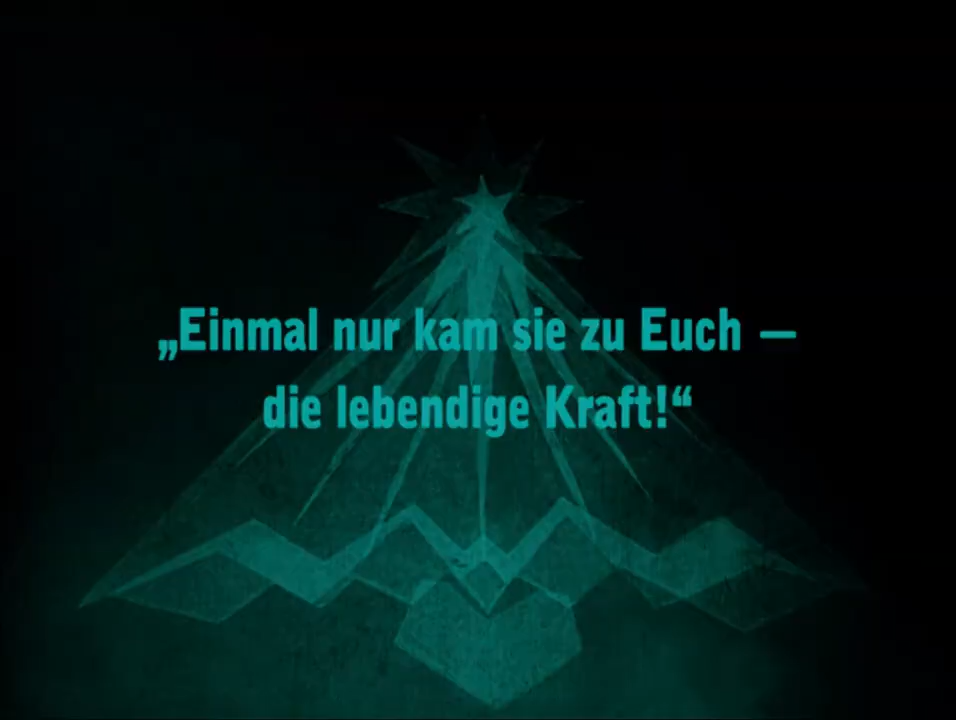 „Einmal nur kam sie zu Euch —
die lebendige Kraft!“